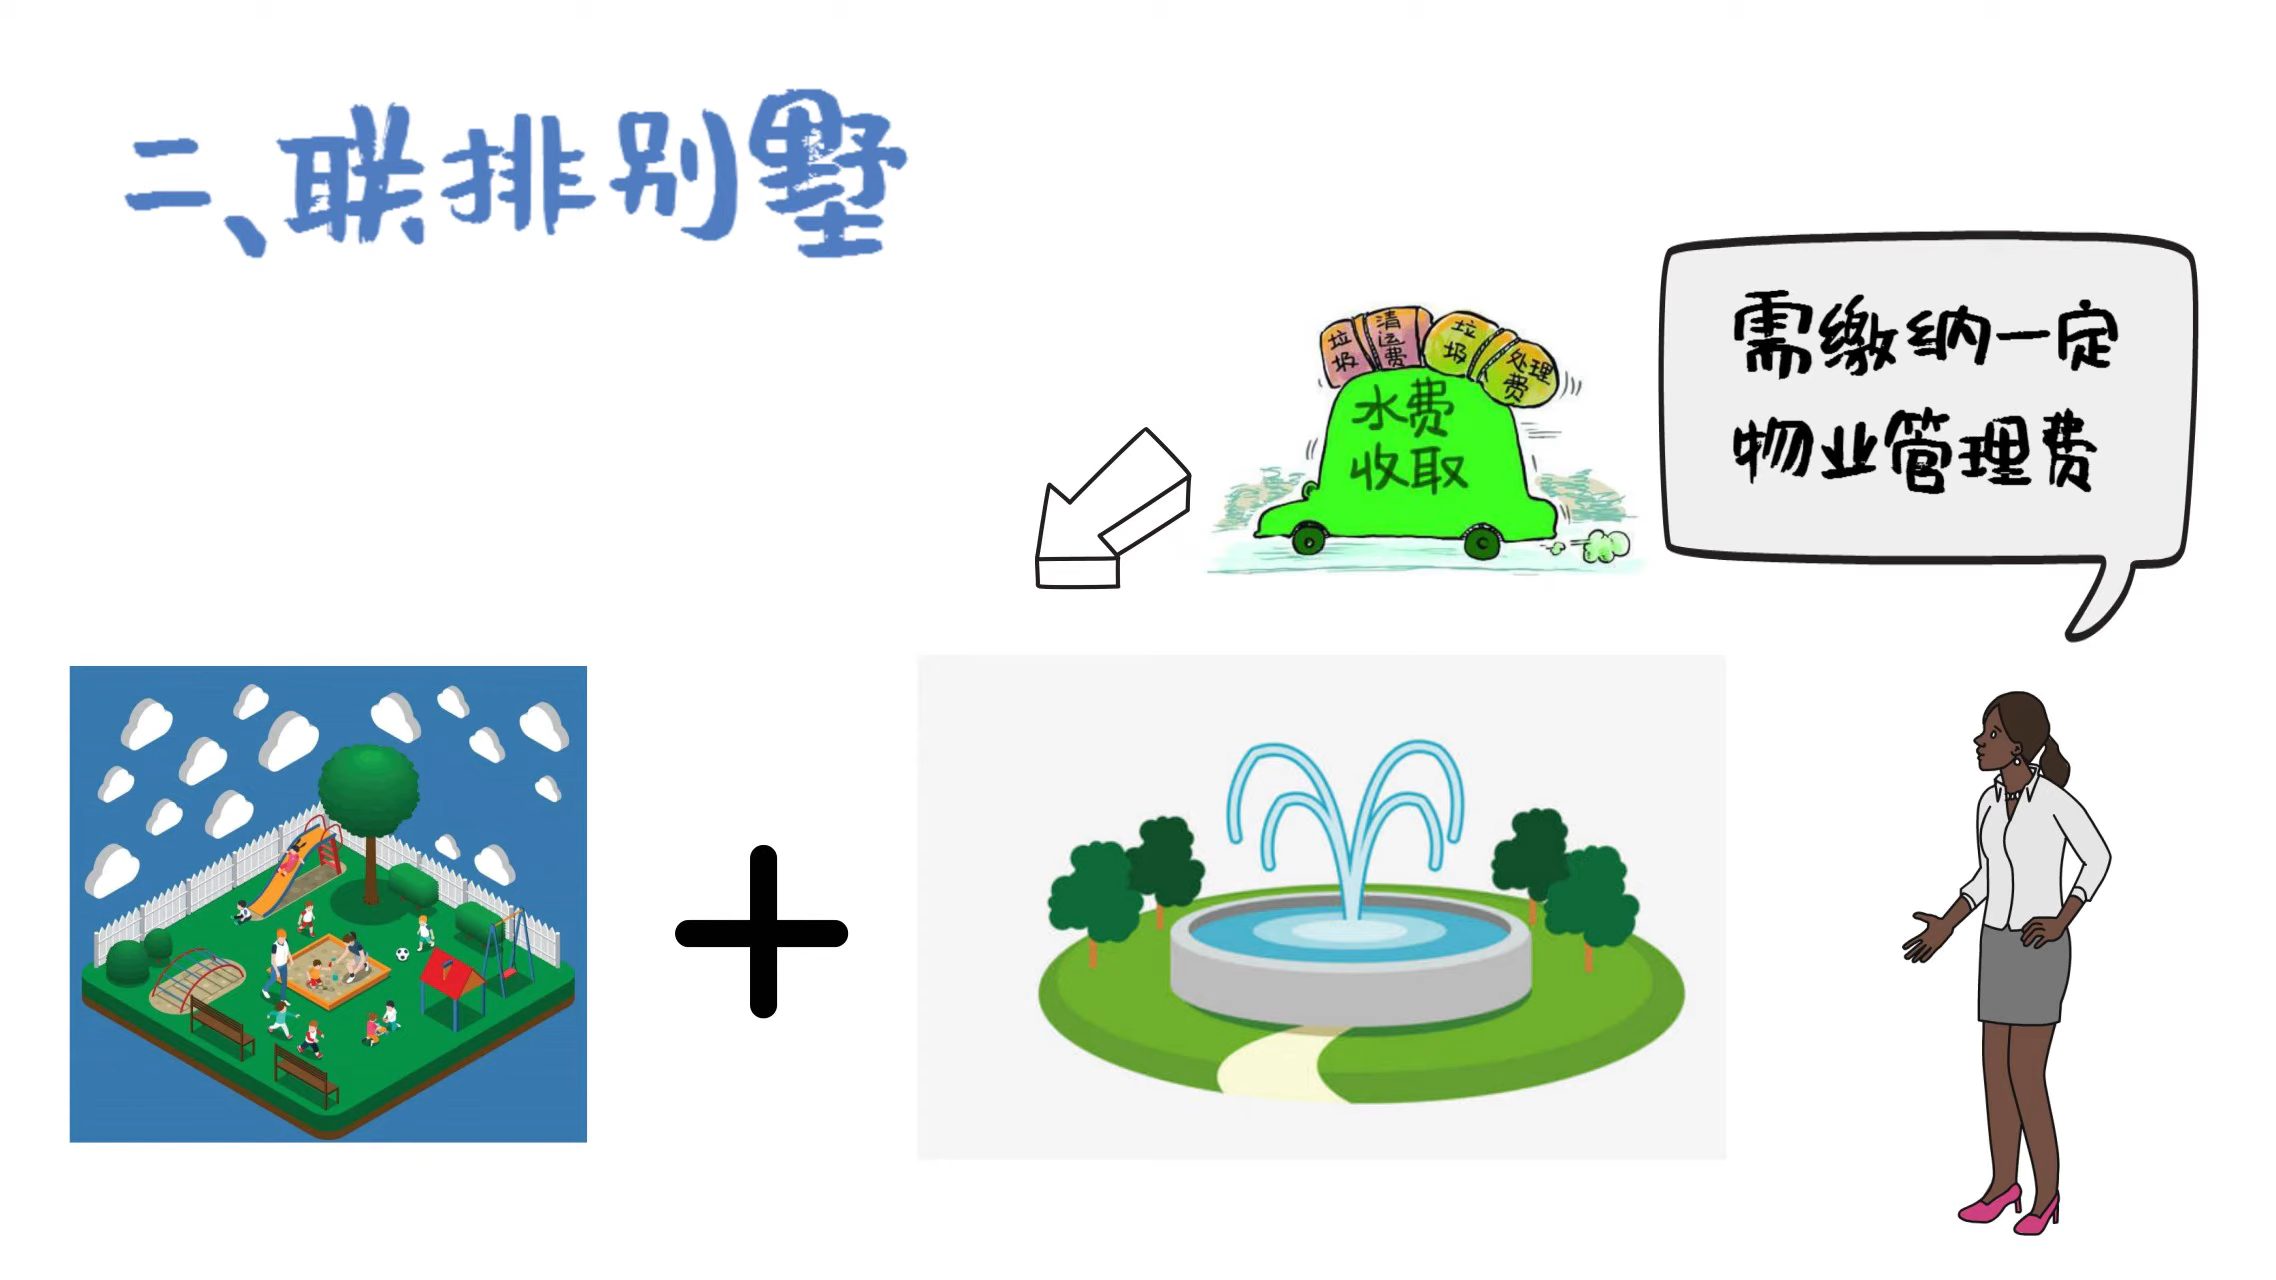 二、联排别墅
需缴纳一定
物业管理费
垃圾
清运费
垃圾
处理费
水费
收取